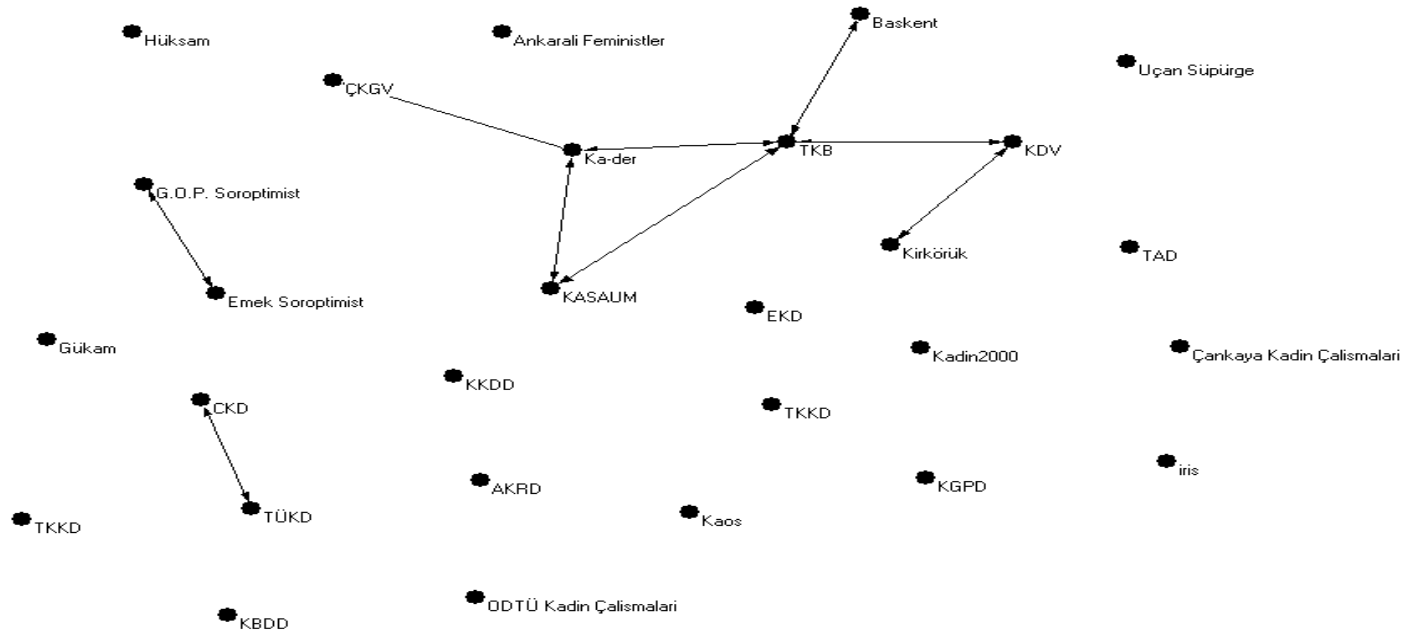 Baskent
Hüksam
Ankarali Feministler
Uçan Süpürge
ÇKGV
TKB
KDV
Ka-der
G.O.P. Soroptimist
Kirkörük
TAD
Emek Soroptimist
KASAUM
EKD
Gükam
Kadin2000
Çankaya Kadin Çalismalari
KKDD
CKD
TKKD
iris
AKRD
KGPD
TÜKD
Kaos
TKKD
ODTÜ Kadin Çalismalari
KBDD